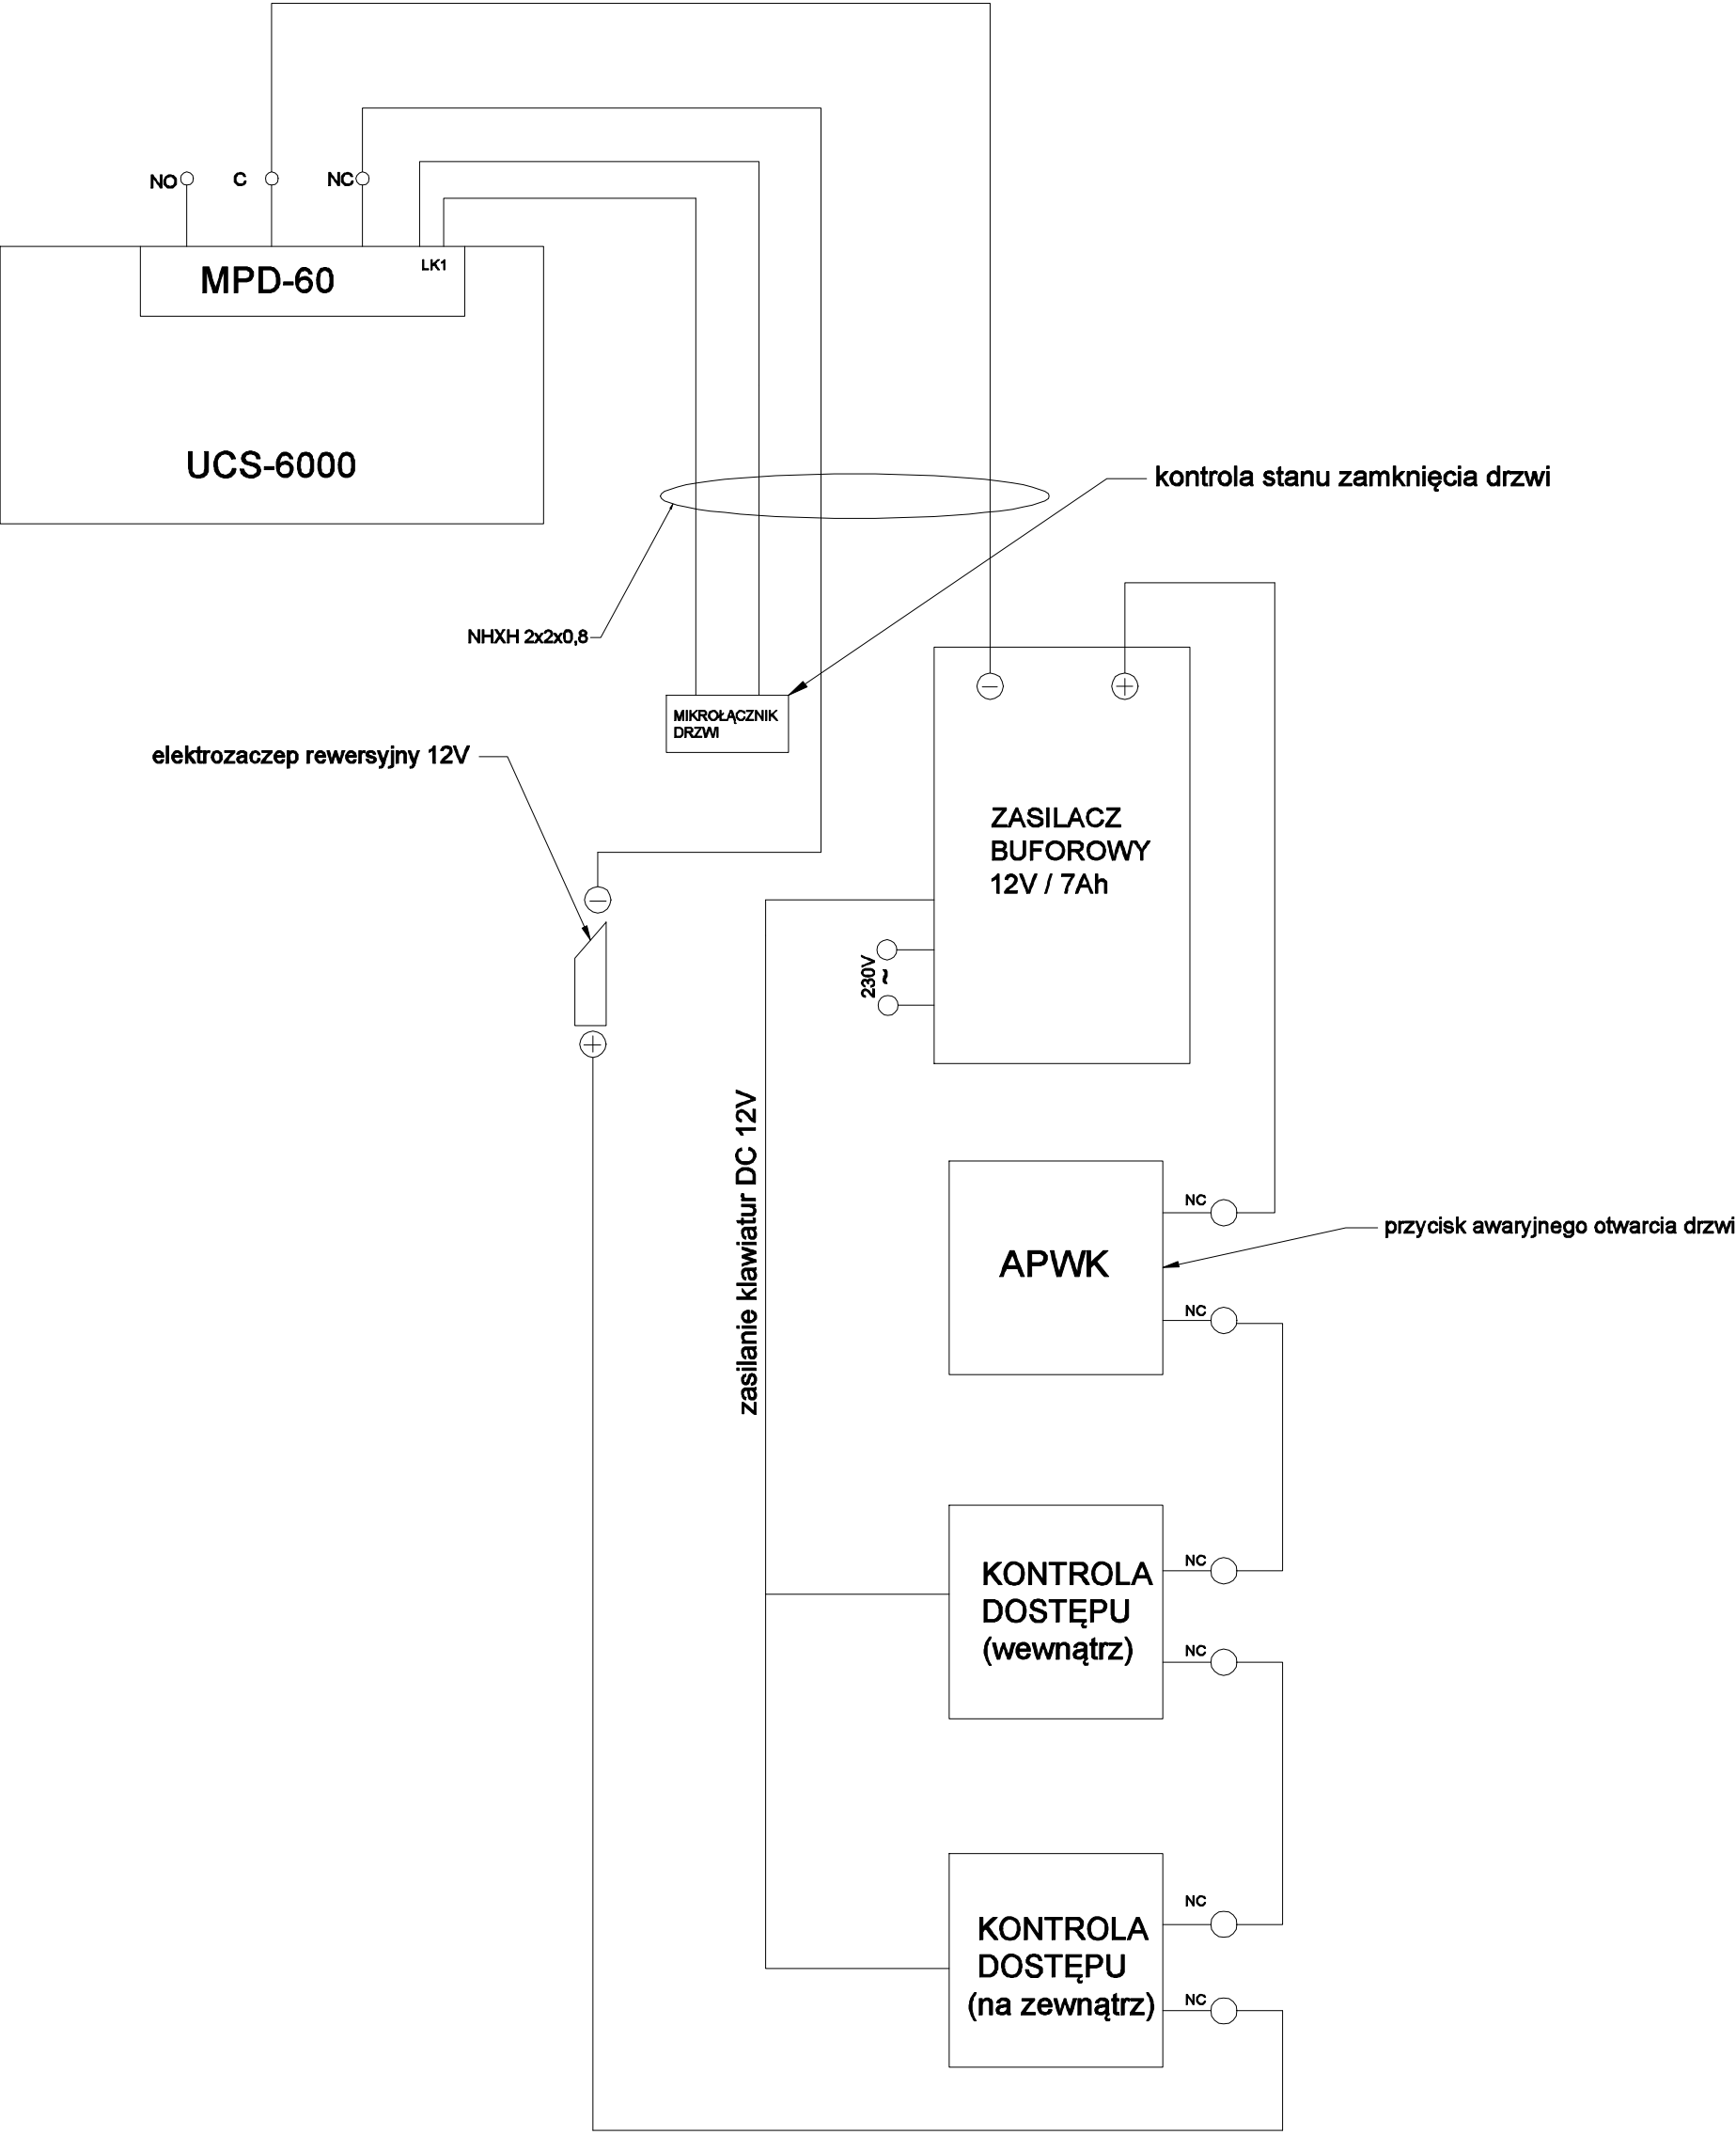 NO
C
NC
MPD-60
LK1
UCS-6000
kontrola stanu zamknięcia drzwi
NHXH 2x2x0,8
MIKROŁĄCZNIK
DRZWI
elektrozaczep rewersyjny 12V
ZASILACZ
BUFOROWY
12V / 7Ah
230V
~
zasilanie klawiatur DC 12V
NC
APWK
przycisk awaryjnego otwarcia drzwi
NC
NC
KONTROLA
DOSTĘPU
(wewnątrz)
NC
NC
KONTROLA
DOSTĘPU
(na zewnątrz)
NC